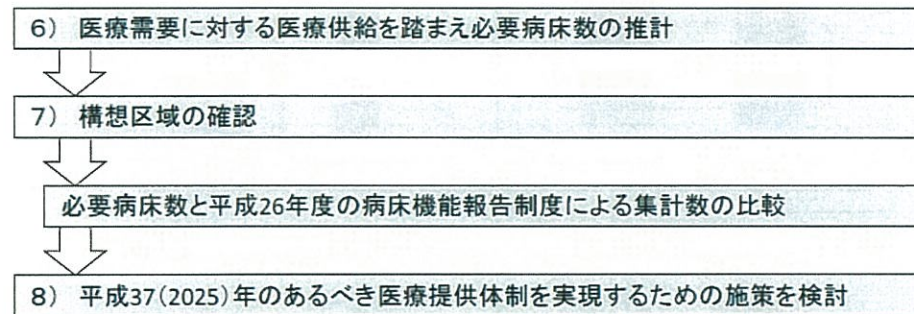 6） 医療需要に対する医療供給を踏まえ必要病床数の推計
7） 構想区域の確認
必要病床数と平成26年度の病床機能報告制度による集計数の比較
8） 平成37(2025)年のあるべき医療提供体制を実現するための施策を検討